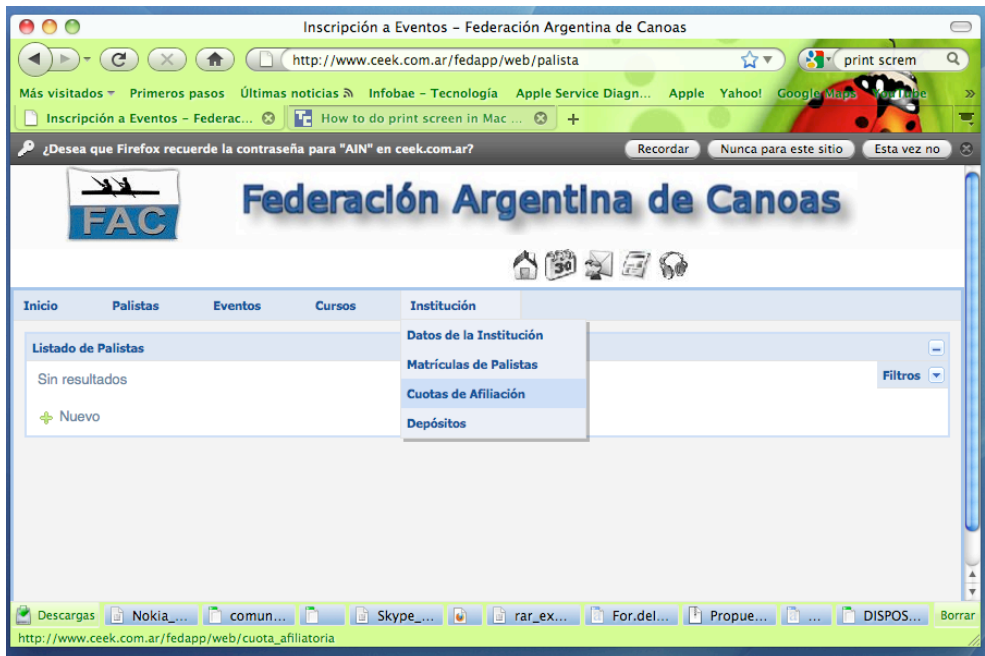 Inscripción a Eventos – Federación Argentina de Canoas
http://www.ceek.com.ar/fedapp/web/palista
print screm
Más visitados Primeros pasos Últimas noticias Infobae – Tecnología Apple Service Diagn... Apple Yahoo! Google Maps YouTube »
Inscripción a Eventos – Federac... How to do print screen in Mac ... +
¿Desea que Firefox recuerde la contraseña para "AIN" en ceek.com.ar? Recordar Nunca para este sitio Esta vez no
FAC
Federación Argentina de Canoas
30
Inicio Palistas Eventos Cursos Institución
Datos de la Institución
Listado de Palistas
Matrículas de Palistas
Sin resultados
Filtros
Cuotas de Afiliación
Nuevo
Depósitos
Descargas Nokia_... comun... Skype_... rar_ex... For.del... Propue... ... DISPOS... Borrar
http://www.ceek.com.ar/fedapp/web/cuota_afiliatoria